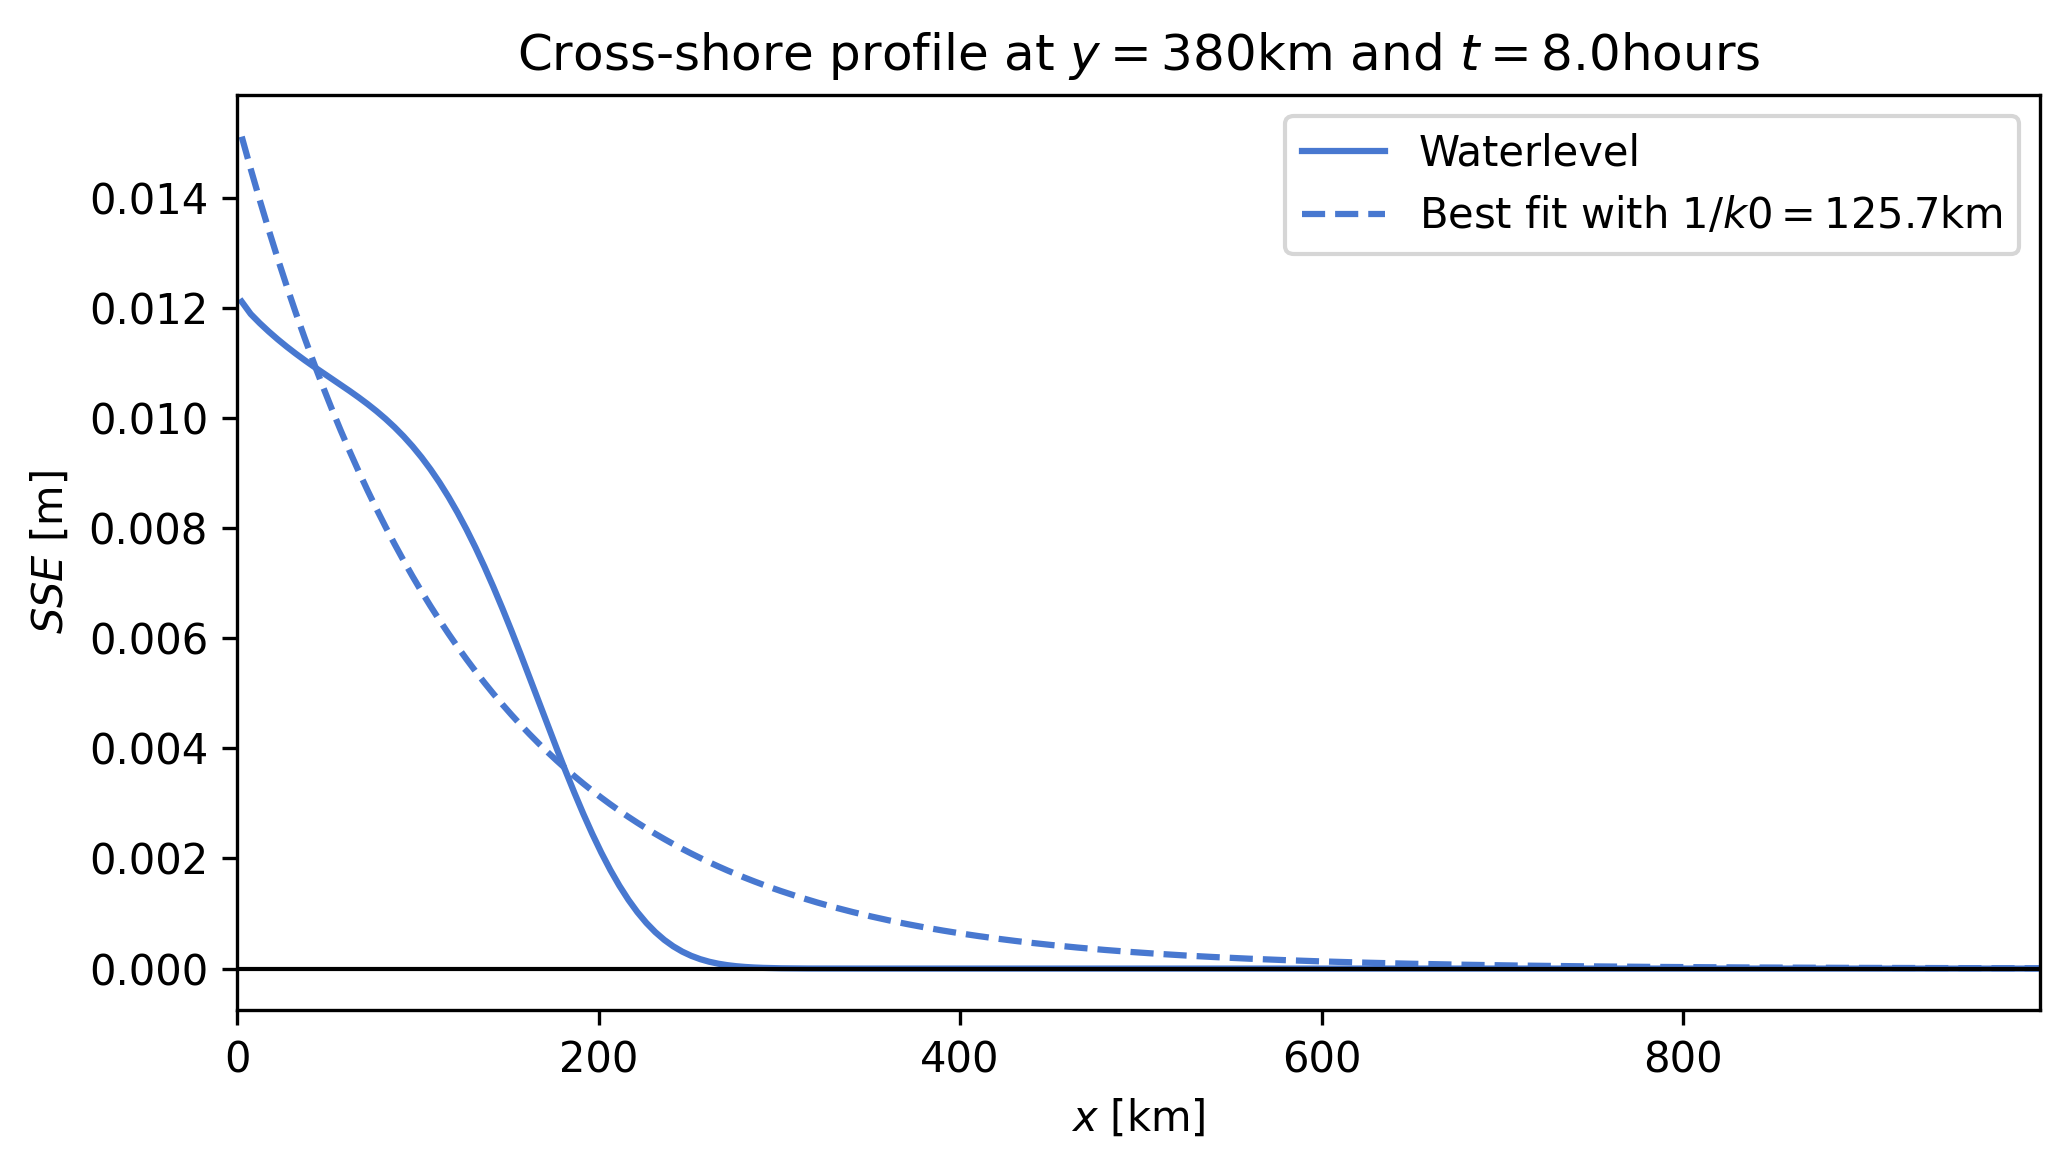 Cross-shore profile at y = 380km and t = 8.0hours
Waterlevel
Best fit with 1/k0 = 125.7km
SSE [m]
0.014
0.012
0.010
0.008
0.006
0.004
0.002
0.000
0 200 400 600 800
x [km]